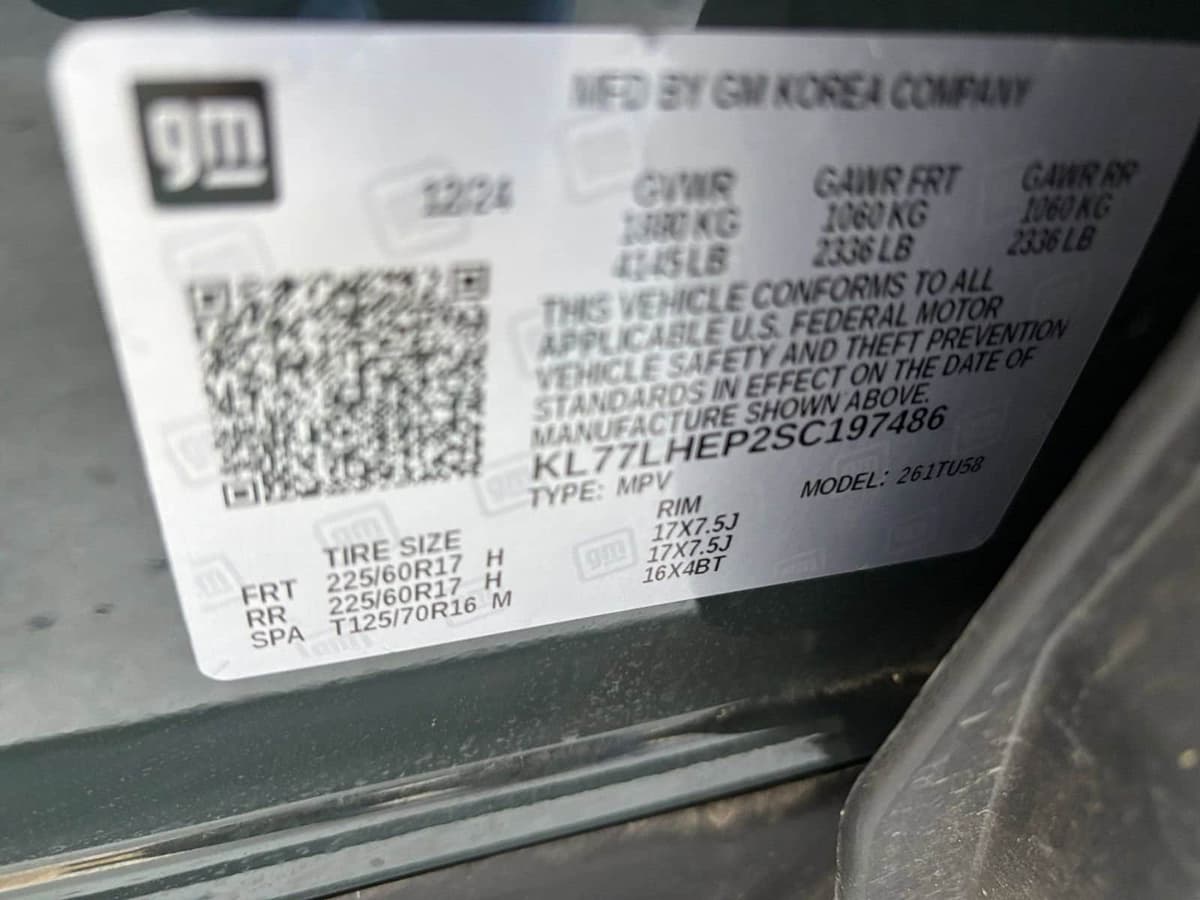 gm
MFD BY GM KOREA COMPANY
12/24
GVWR GAWR FRT GAWR RR
1880 KG 1060 KG 1060 KG
4145 LB 2336 LB 2336 LB
THIS VEHICLE CONFORMS TO ALL
APPLICABLE U.S. FEDERAL MOTOR
VEHICLE SAFETY AND THEFT PREVENTION
STANDARDS IN EFFECT ON THE DATE OF
MANUFACTURE SHOWN ABOVE.
KL77LHEP2SC197486
TYPE: MPV MODEL: 261TU58
TIRE SIZE RIM
FRT 225/60R17 H 17X7.5J
RR 225/60R17 H 17X7.5J
SPA T125/70R16 M 16X4BT